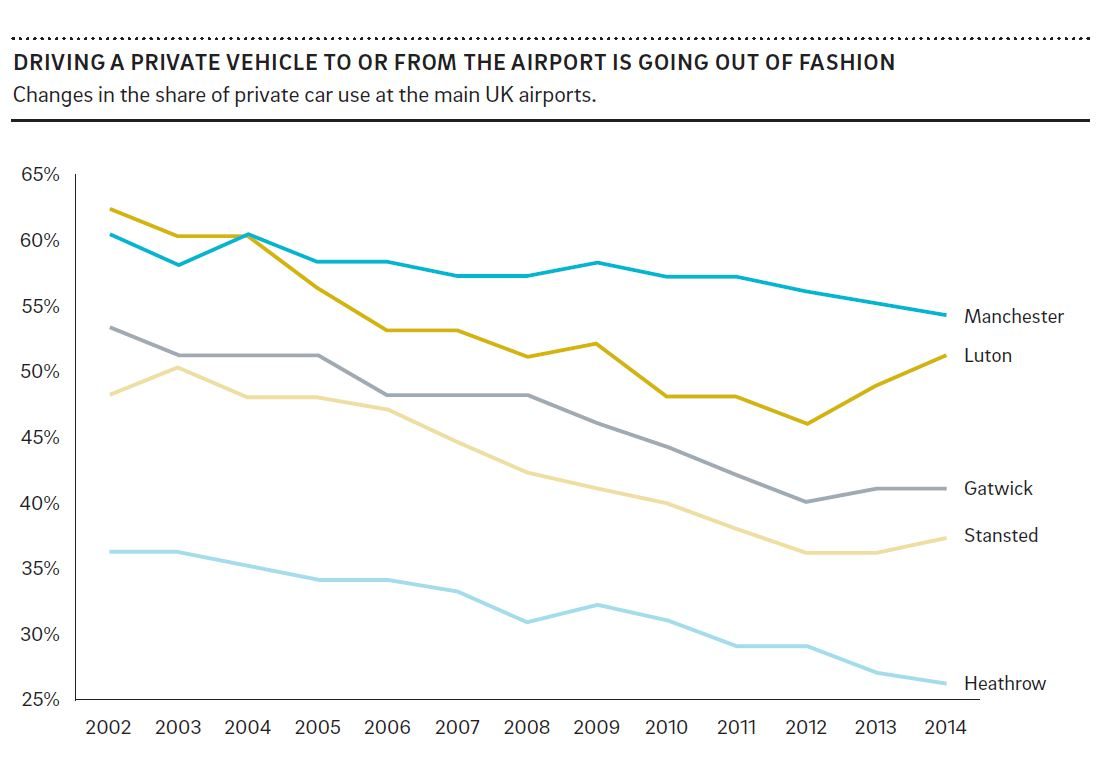 DRIVING A PRIVATE VEHICLE TO OR FROM THE AIRPORT IS GOING OUT OF FASHION
Changes in the share of private car use at the main UK airports.
65%
60%
55%
50%
45%
40%
35%
30%
25%
Manchester
Luton
Gatwick
Stansted
Heathrow
2002 2003 2004 2005 2006 2007 2008 2009 2010 2011 2012 2013 2014